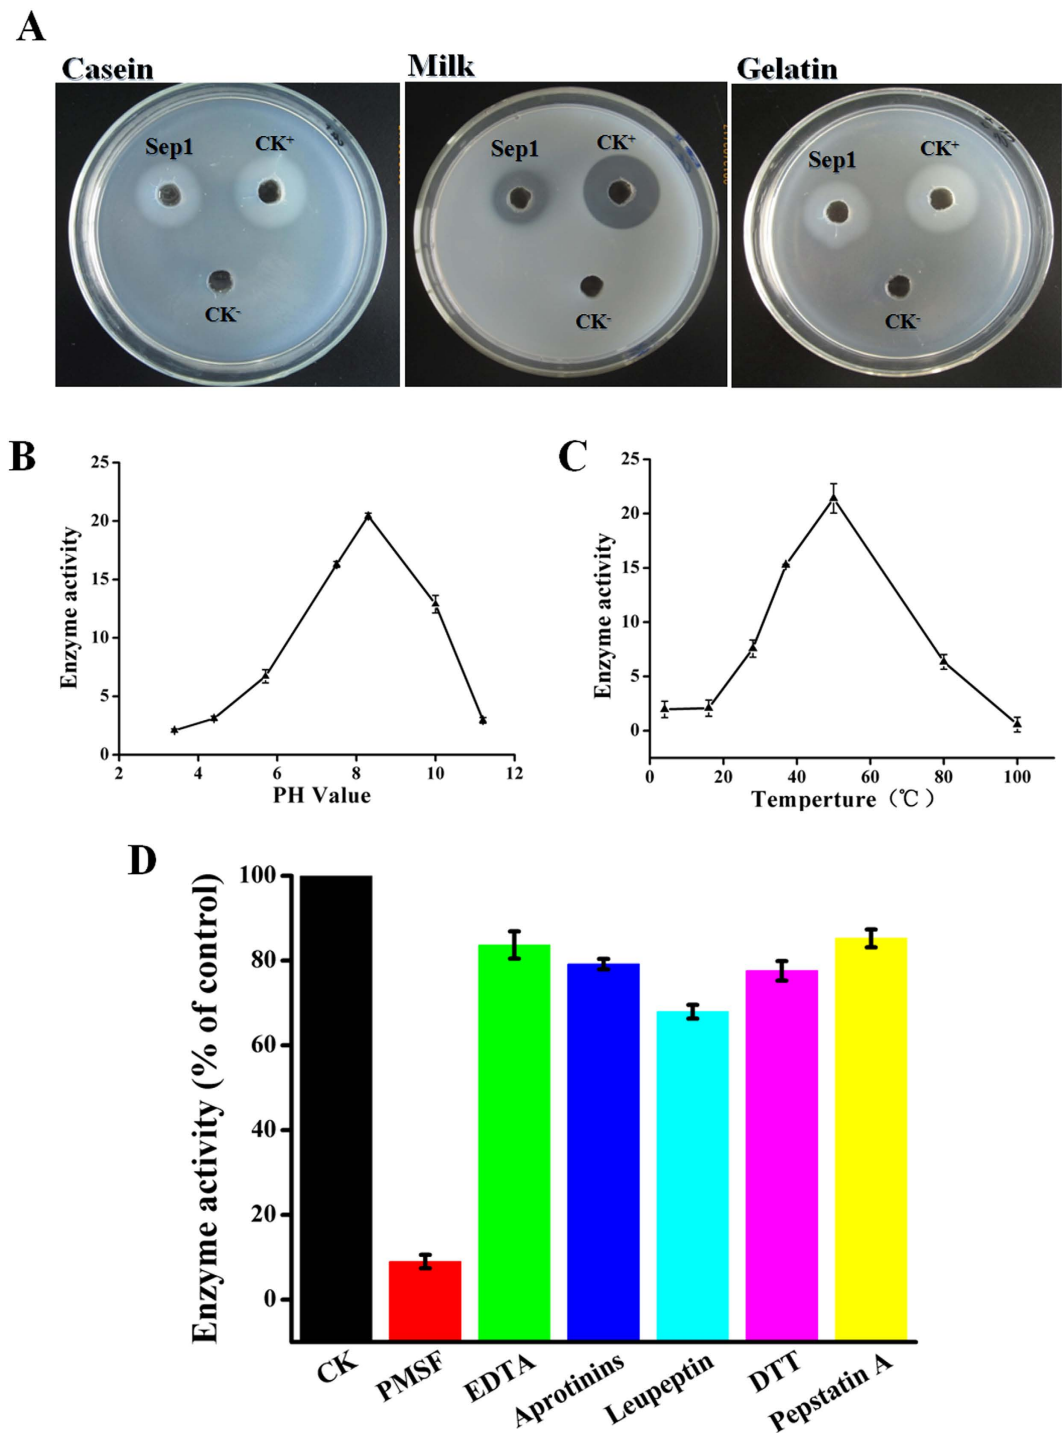 A
Casein
Milk
Gelatin
Sep1
CK+
CK-
Sep1
CK+
CK-
Sep1
CK+
CK-
B
25
20
15
10
5
0
2 4 6 8 10 12
Enzyme activity
PH Value
C
25
20
15
10
5
0
0 20 40 60 80 100
Enzyme activity
Temperture（℃）
D
100
80
60
40
20
0
Enzyme activity (% of control)
CK
PMSF
EDTA
Aprotinins
Leupeptin
DTT
Pepstatin A